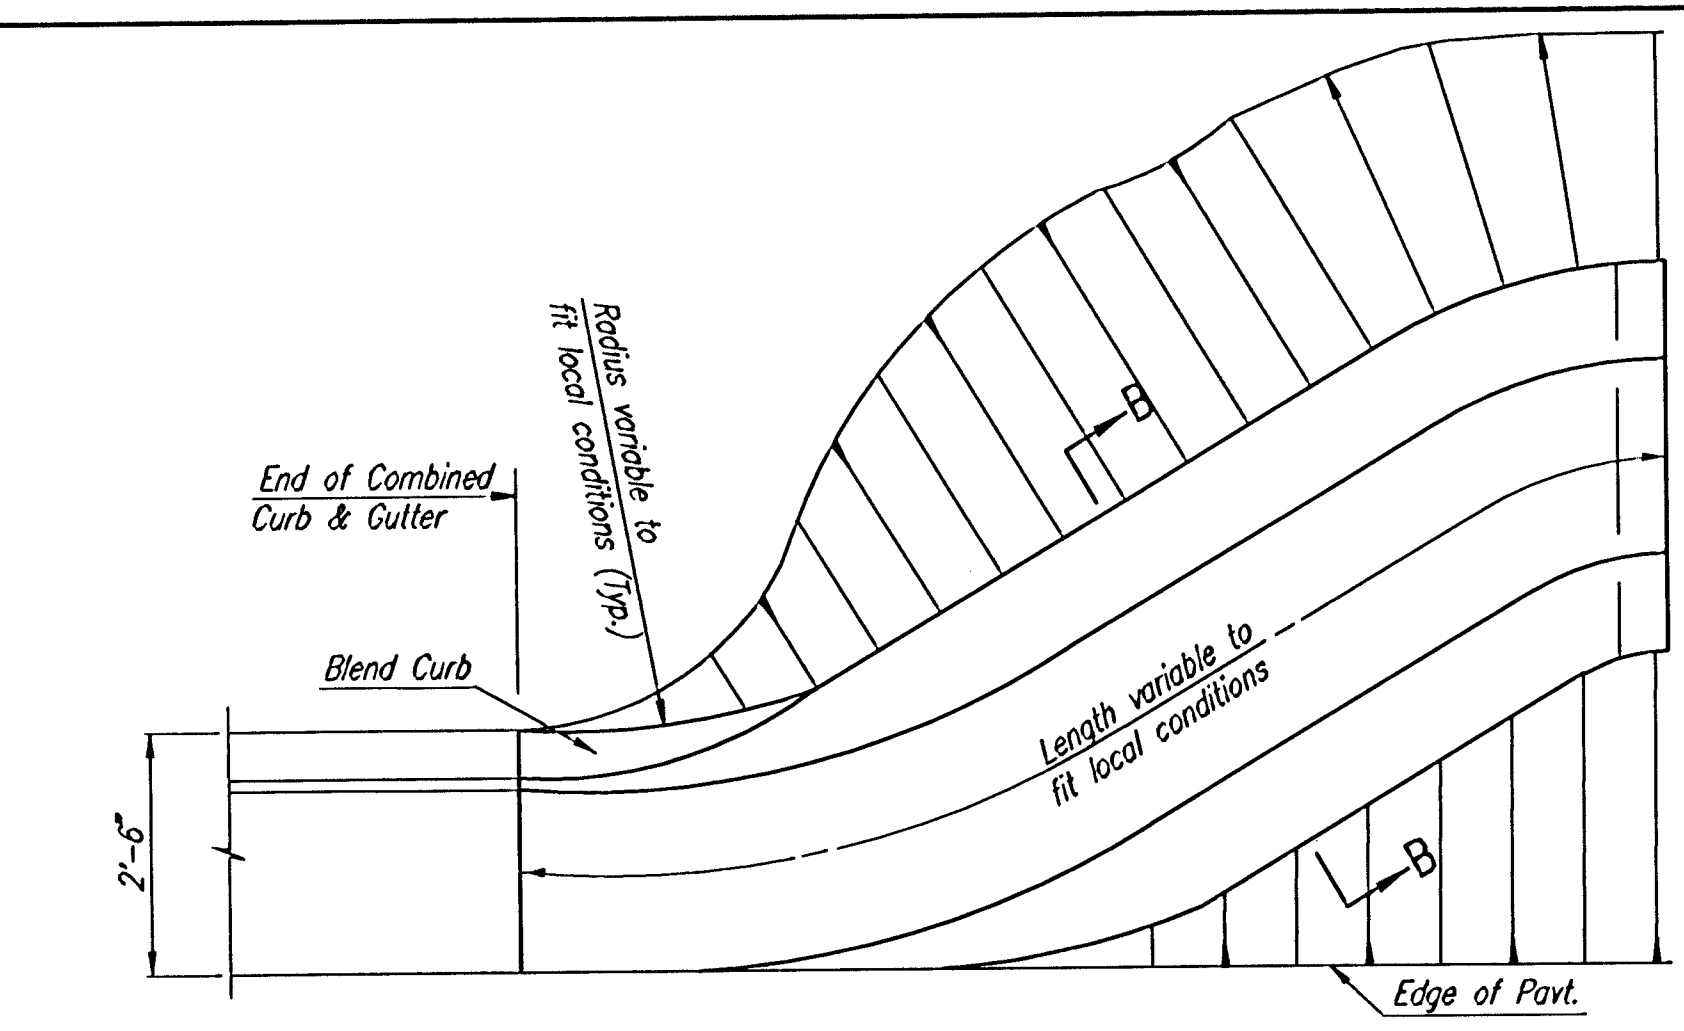 Radius variable to
fit local conditions (Typ.)
B
End of Combined
Curb & Gutter
Blend Curb
Length variable to
fit local conditions
2'-6"
B
Edge of Pavt.